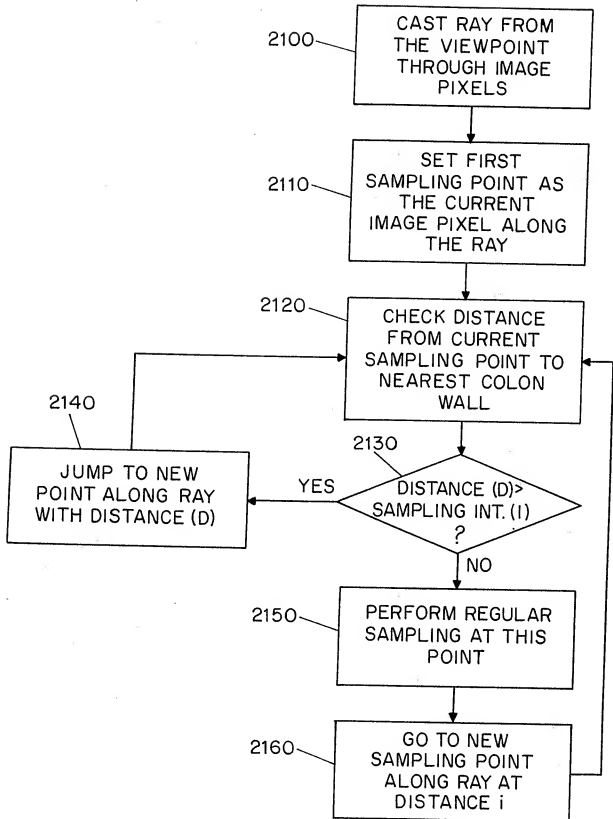 2100
CAST RAY FROM
THE VIEWPOINT
THROUGH IMAGE
PIXELS
2110
SET FIRST
SAMPLING POINT AS
THE CURRENT
IMAGE PIXEL ALONG
THE RAY
2120
CHECK DISTANCE
FROM CURRENT
SAMPLING POINT TO
NEAREST COLON
WALL
2130
DISTANCE (D)>
SAMPLING INT. (I)
?
YES
2140
JUMP TO NEW
POINT ALONG RAY
WITH DISTANCE (D)
NO
2150
PERFORM REGULAR
SAMPLING AT THIS
POINT
2160
GO TO NEW
SAMPLING POINT
ALONG RAY AT
DISTANCE i